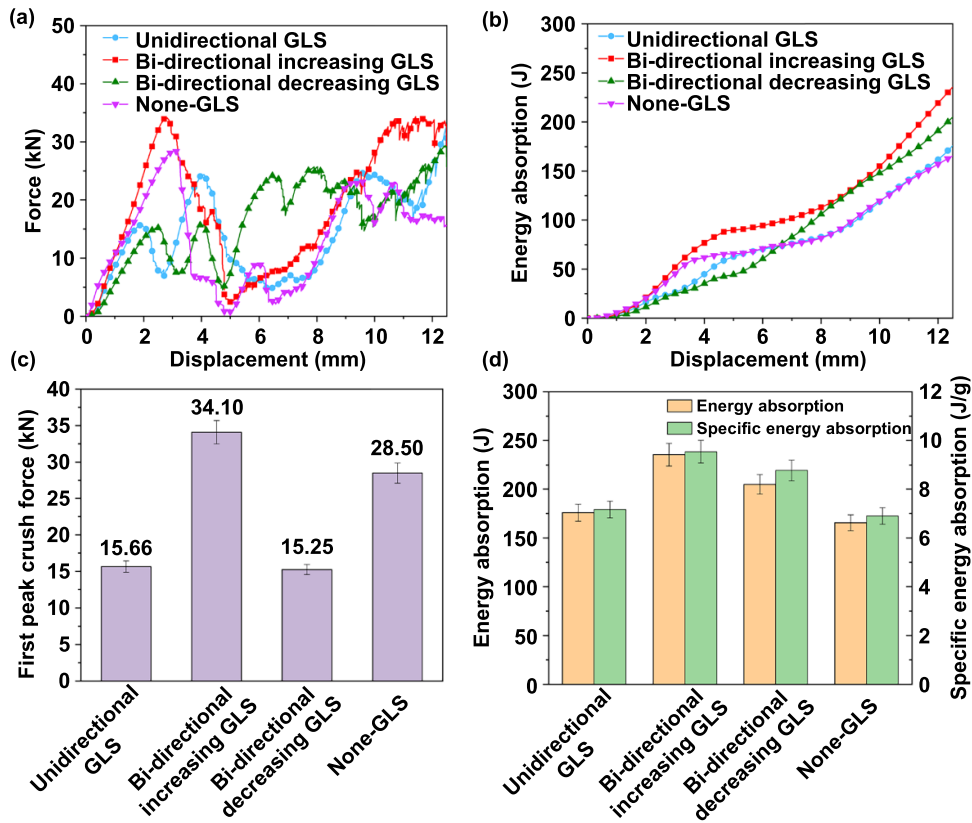 (a)
50
40
30
20
10
0
Force (kN)
Unidirectional GLS
Bi-directional increasing GLS
Bi-directional decreasing GLS
None-GLS
0 2 4 6 8 10 12
Displacement (mm)
(b)
300
250
200
150
100
50
0
Energy absorption (J)
Unidirectional GLS
Bi-directional increasing GLS
Bi-directional decreasing GLS
None-GLS
0 2 4 6 8 10 12
Displacement (mm)
(c)
40
35
30
25
20
15
10
5
0
First peak crush force (kN)
15.66
34.10
15.25
28.50
Unidirectional
GLS
Bi-directional
increasing GLS
Bi-directional
decreasing GLS
None-GLS
(d)
300
250
200
150
100
50
0
Energy absorption (J)
Energy absorption
Specific energy absorption
12
10
8
6
4
2
0
Specific energy absorption (J/g)
Unidirectional
GLS
Bi-directional
increasing GLS
Bi-directional
decreasing GLS
None-GLS